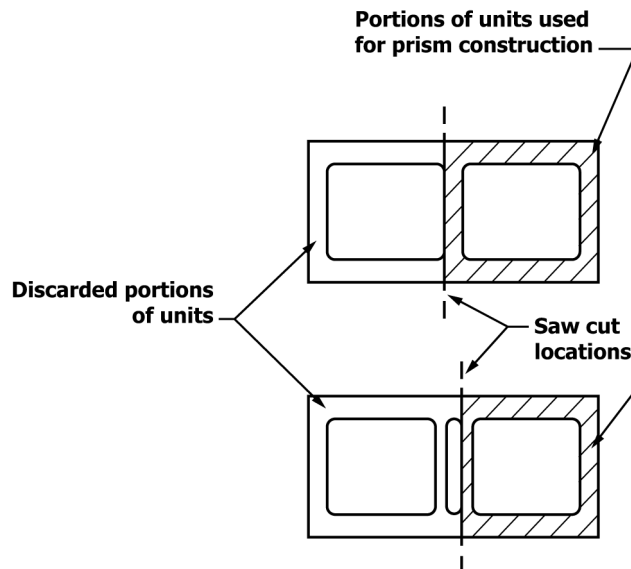 Portions of units used
for prism construction
Discarded portions
of units
Saw cut
locations